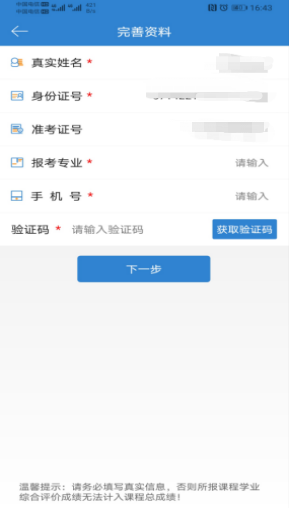 16:43
完善资料
真实姓名 *
身份证号 *
准考证号
报考专业 * 请输入
手 机 号 * 请输入
验证码 * 请输入验证码 获取验证码
下一步
温馨提示：请务必填写真实信息，否则所报课程学业
综合评价成绩无法计入课程总成绩！